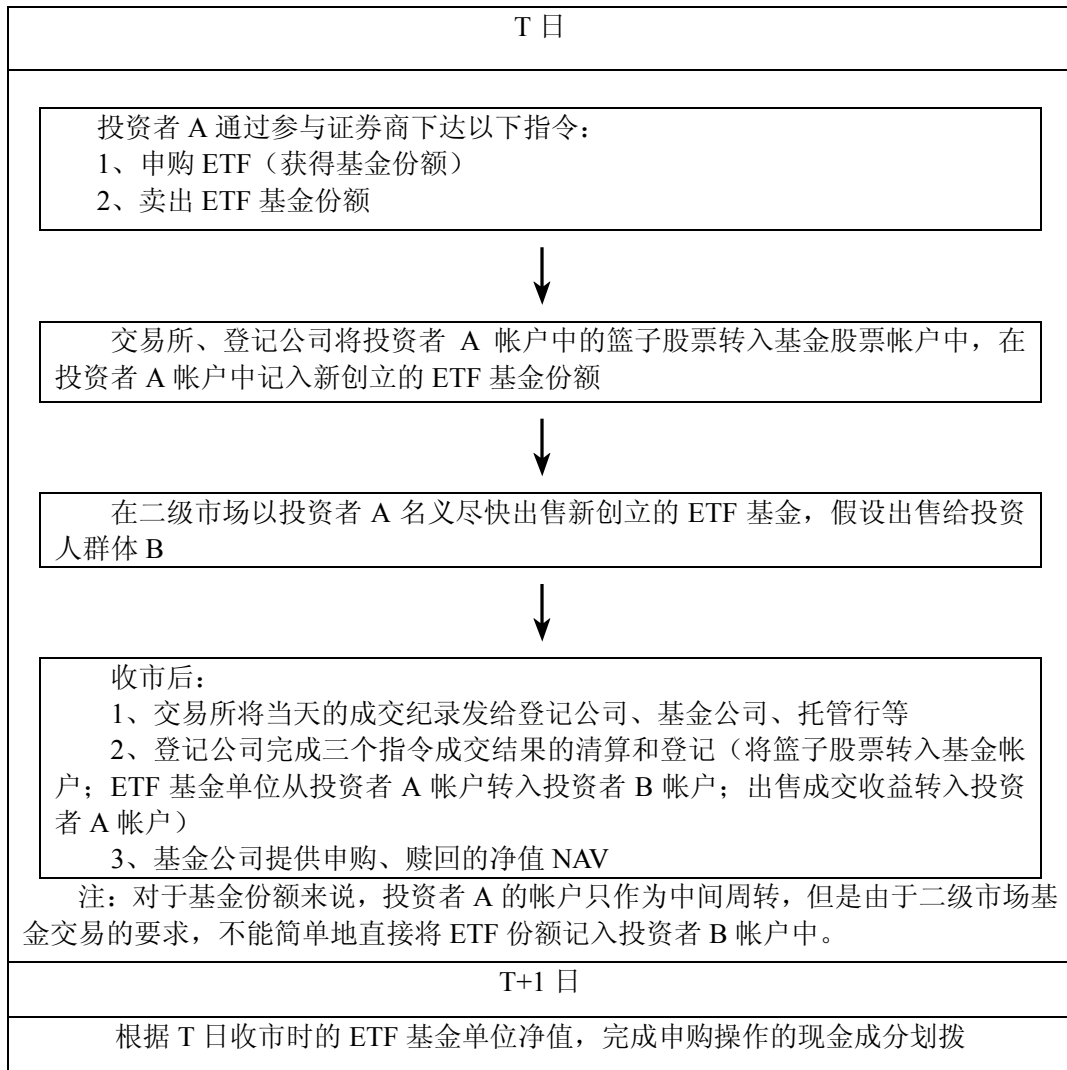 T 日
投资者 A 通过参与证券商下达以下指令：
1、申购 ETF（获得基金份额）
2、卖出 ETF 基金份额
交易所、登记公司将投资者 A 帐户中的篮子股票转入基金股票帐户中，在
投资者 A 帐户中记入新创立的 ETF 基金份额
在二级市场以投资者 A 名义尽快出售新创立的 ETF 基金，假设出售给投资
人群体 B
收市后：
1、交易所将当天的成交纪录发给登记公司、基金公司、托管行等
2、登记公司完成三个指令成交结果的清算和登记（将篮子股票转入基金帐
户；ETF 基金单位从投资者 A 帐户转入投资者 B 帐户；出售成交收益转入投资
者 A 帐户）
3、基金公司提供申购、赎回的净值 NAV
注：对于基金份额来说，投资者 A 的帐户只作为中间周转，但是由于二级市场基
金交易的要求，不能简单地直接将 ETF 份额记入投资者 B 帐户中。
T+1 日
根据 T 日收市时的 ETF 基金单位净值，完成申购操作的现金成分划拨